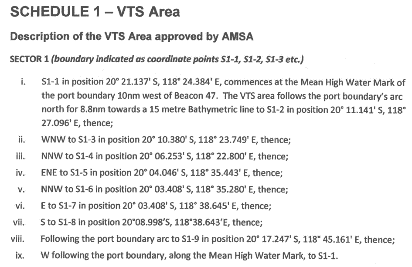 SCHEDULE 1 – VTS Area
Description of the VTS Area approved by AMSA
SECTOR 1 (boundary indicated as coordinate points S1-1, S1-2, S1-3 etc.)
i. S1-1 in position 20° 21.137' S, 118° 24.384' E, commences at the Mean High Water Mark of
the port boundary 10nm west of Beacon 47. The VTS area follows the port boundary's arc
north for 8.8nm towards a 15 metre Bathymetric line to S1-2 in position 20° 11.141' S, 118°
27.096' E, thence;
ii. WNW to S1-3 in position 20° 10.380' S, 118° 23.749' E, thence;
iii. NNW to S1-4 in position 20° 06.253' S, 118° 22.800' E, thence;
iv. ENE to S1-5 in position 20° 04.046' S, 118° 35.443' E, thence;
v. NNW to S1-6 in position 20° 03.408' S, 118° 35.280' E, thence;
vi. E to S1-7 in position 20° 03.408' S, 118° 38.645' E, thence;
vii. S to S1-8 in position 20°08.998'S, 118°38.643'E, thence;
viii. Following the port boundary arc to S1-9 in position 20° 17.247' S, 118° 45.161' E, thence;
ix. W following the port boundary, along the Mean High Water Mark, to S1-1.